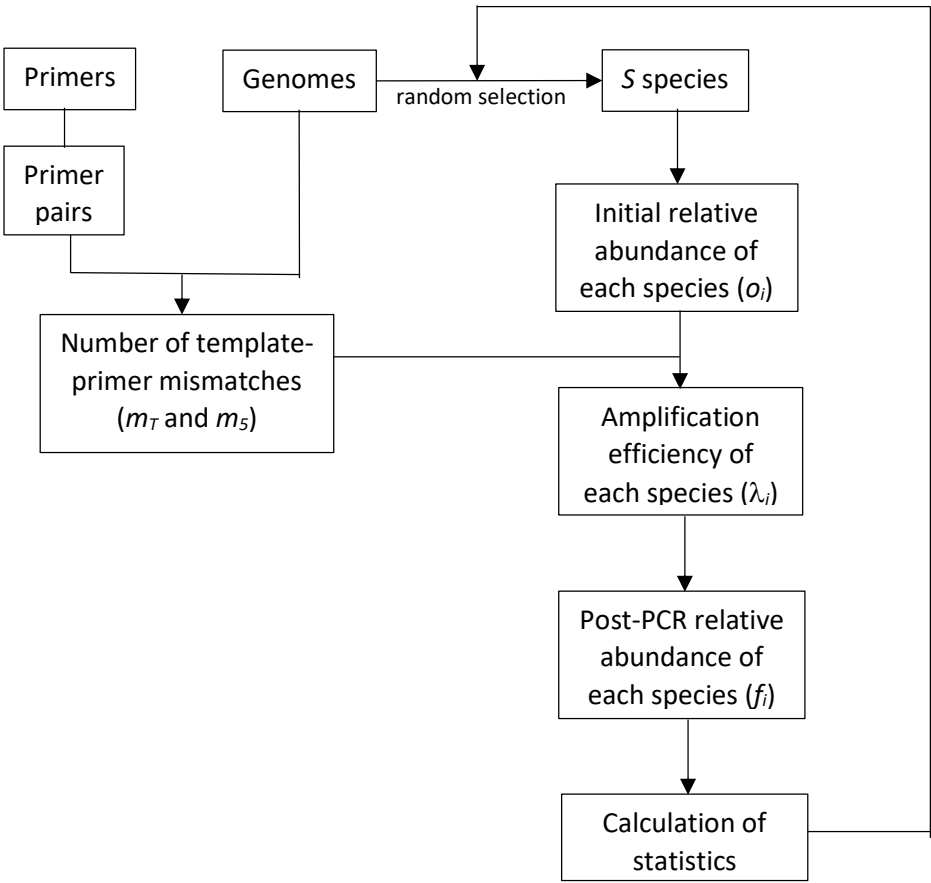 Primers
Genomes
random selection
S species
Primer
pairs
Initial relative
abundance of
each species (oᵢ)
Number of template-
primer mismatches
(m_T and m₅)
Amplification
efficiency of
each species (λᵢ)
Post-PCR relative
abundance of
each species (fᵢ)
Calculation of
statistics